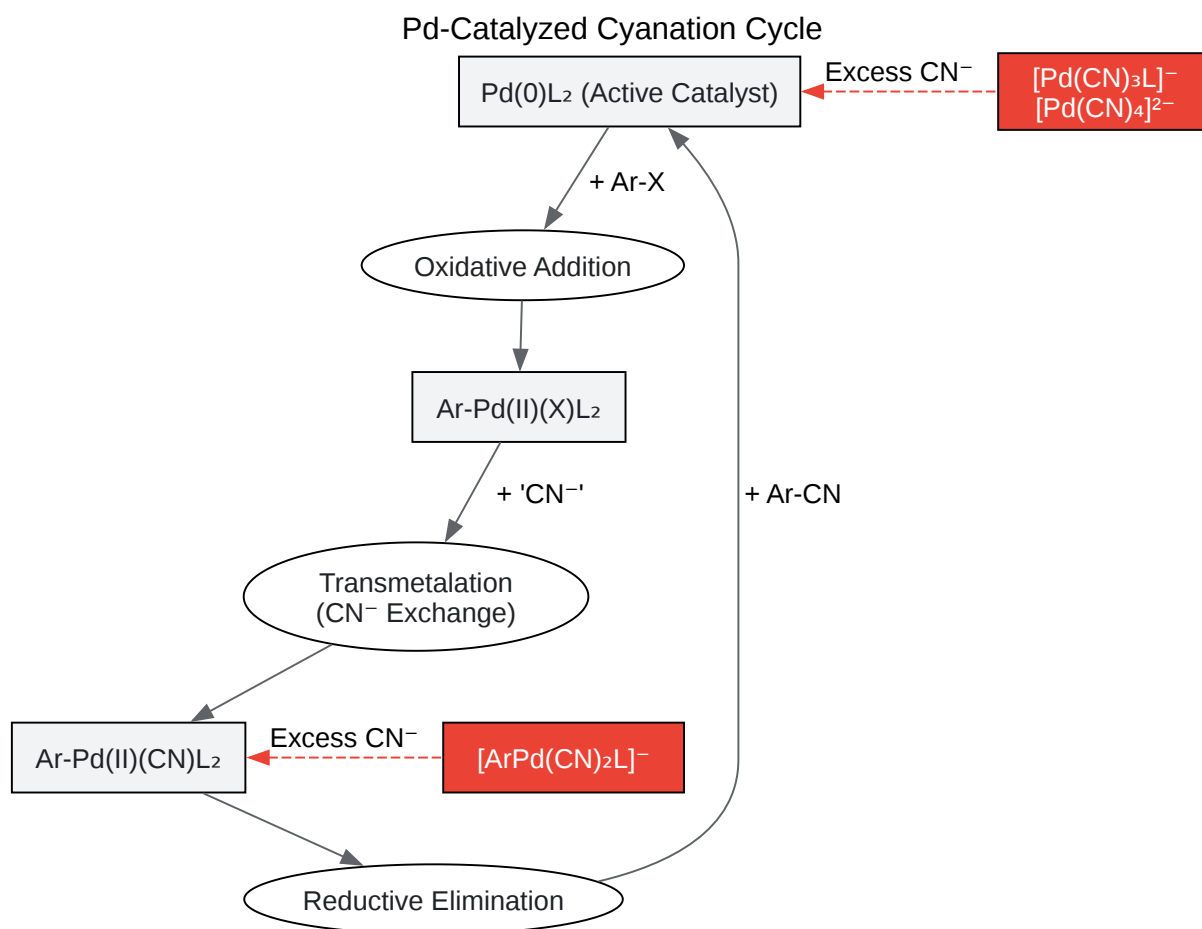 Pd-Catalyzed Cyanation Cycle
Pd(0)L₂ (Active Catalyst)
Excess CN⁻
[Pd(CN)₃L]⁻
[Pd(CN)₄]²⁻
+ Ar-X
Oxidative Addition
Ar-Pd(II)(X)L₂
+ 'CN⁻'
+ Ar-CN
Transmetalation
(CN⁻ Exchange)
Ar-Pd(II)(CN)L₂
Excess CN⁻
[ArPd(CN)₂L]⁻
Reductive Elimination